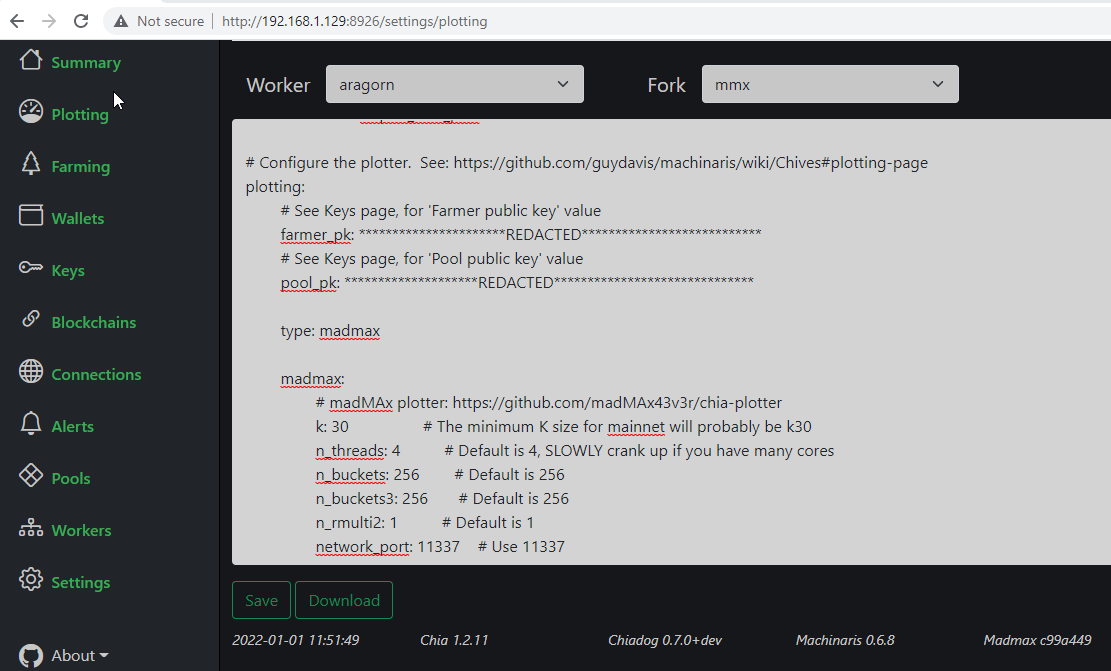 Not secure | http://192.168.1.129:8926/settings/plotting
Summary
Plotting
Farming
Wallets
Keys
Blockchains
Connections
Alerts
Pools
Workers
Settings
About
Worker aragorn Fork mmx
# Configure the plotter.  See: https://github.com/guydavis/machinaris/wiki/Chives#plotting-page
plotting:
# See Keys page, for 'Farmer public key' value
farmer_pk: **********************REDACTED***************************
# See Keys page, for 'Pool public key' value
pool_pk: ********************REDACTED******************************
type: madmax
madmax:
# madMAx plotter: https://github.com/madMAx43v3r/chia-plotter
k: 30 # The minimum K size for mainnet will probably be k30
n_threads: 4 # Default is 4, SLOWLY crank up if you have many cores
n_buckets: 256 # Default is 256
n_buckets3: 256 # Default is 256
n_rmulti2: 1 # Default is 1
network_port: 11337 # Use 11337
Save Download
2022-01-01 11:51:49 Chia 1.2.11 Chiadog 0.7.0+dev Machinaris 0.6.8 Madmax c99a449